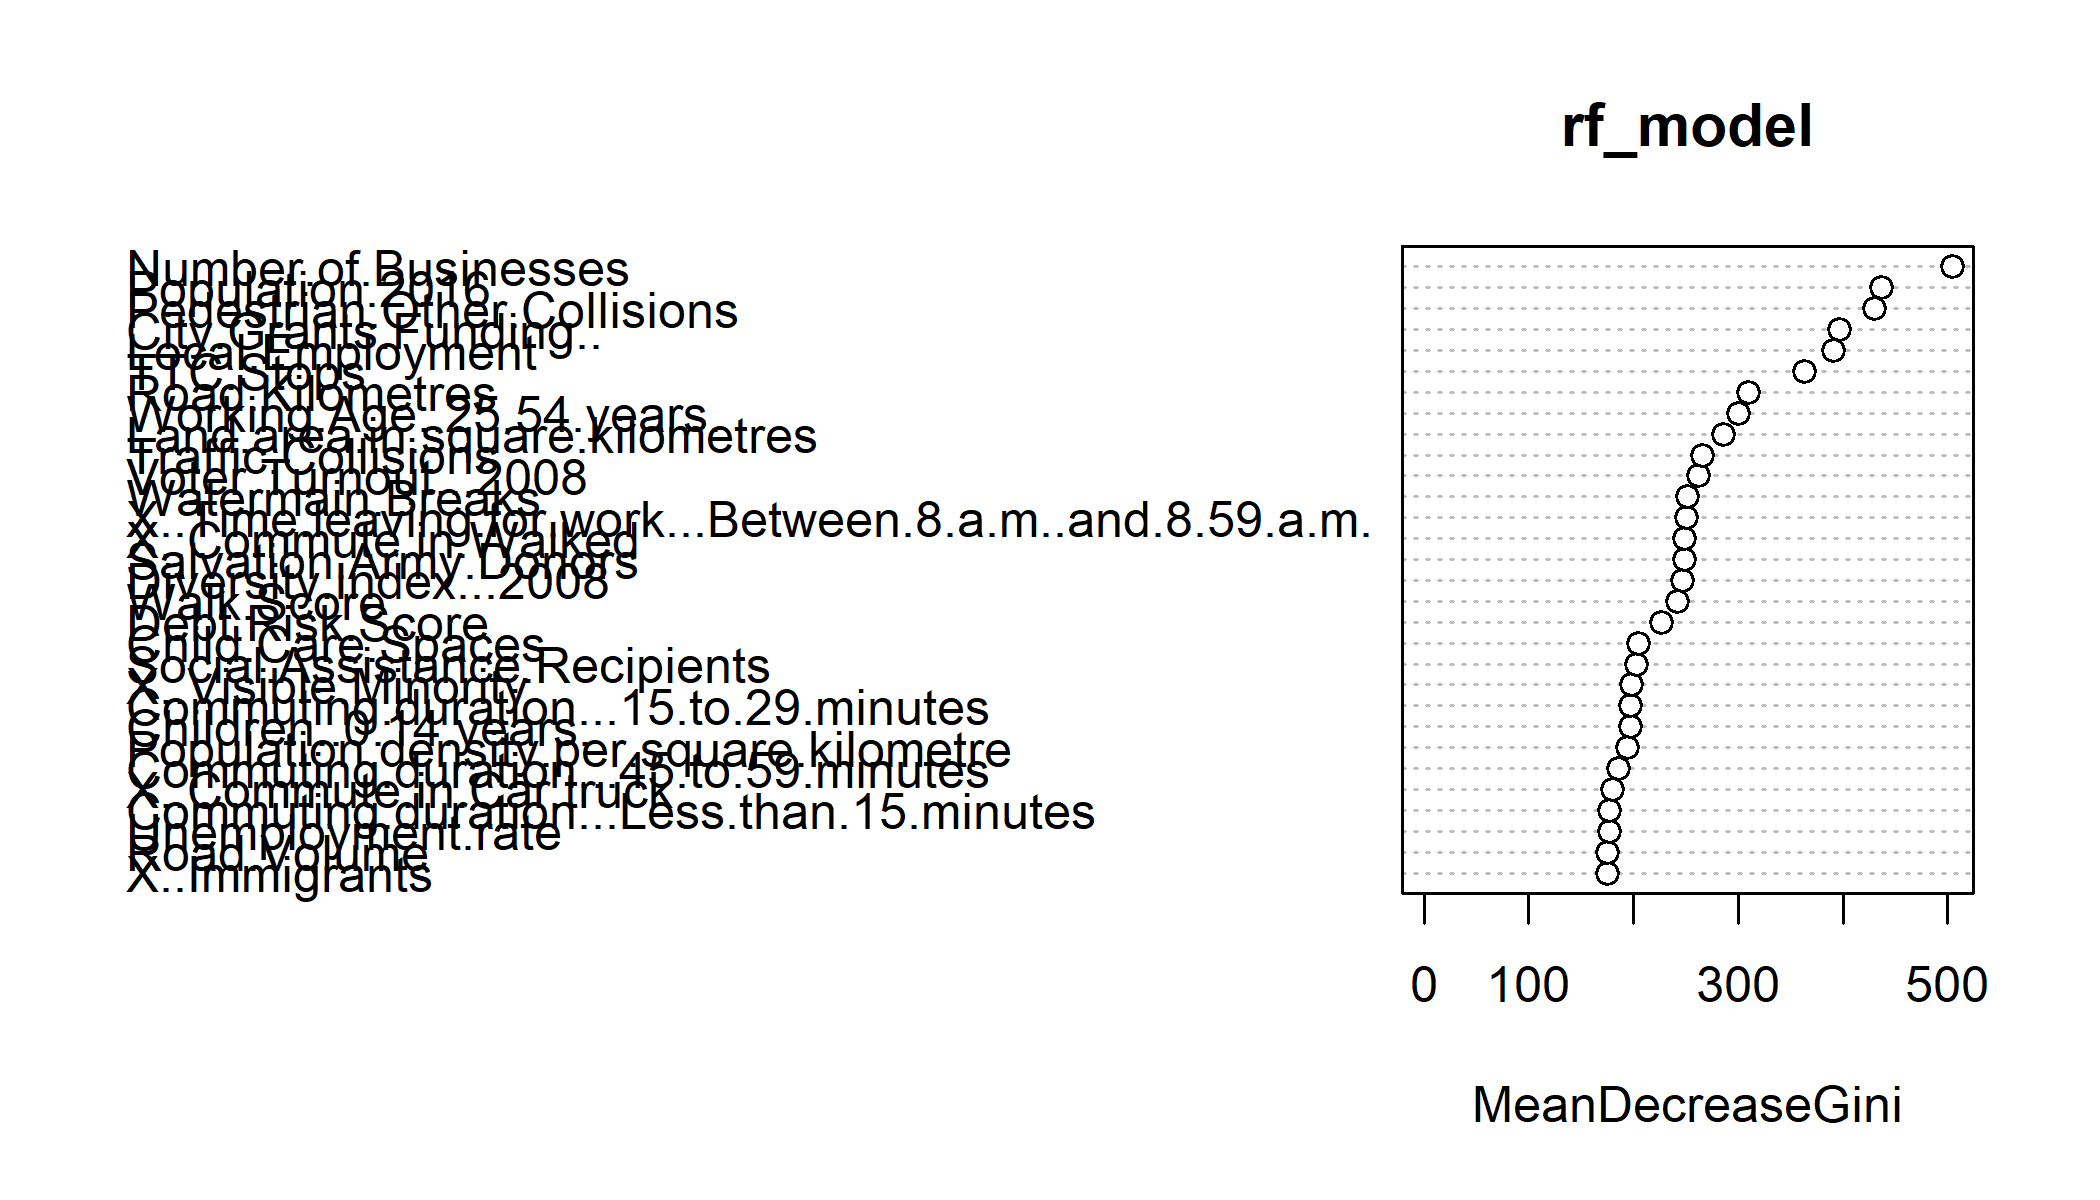 rf_model
Number.of.Businesses
Population.2016
Pedestrian.Other.Collisions
City.Grants.Funding..
Local.Employment
TTC.Stops
Road.Kilometres
Working.Age..25.54.years
Land.area.in.square.kilometres
Traffic.Collisions
Voter.Turnout...2008
Watermain.Breaks
X..Time.leaving.for.work...Between.8.a.m..and.8.59.a.m.
X..Commute.in.Walked
Salvation.Army.Donors
Diversity.Index...2008
Walk.Score
Debt.Risk.Score
Child.Care.Spaces
Social.Assistance.Recipients
X..Visible.Minority
Commuting.duration...15.to.29.minutes
Children..0.14.years.
Population.density.per.square.kilometre
Commuting.duration...45.to.59.minutes
X..Commute.in.Car.truck
Commuting.duration...Less.than.15.minutes
Unemployment.rate
Road.Volume
X..Immigrants
0 100 300 500
MeanDecreaseGini